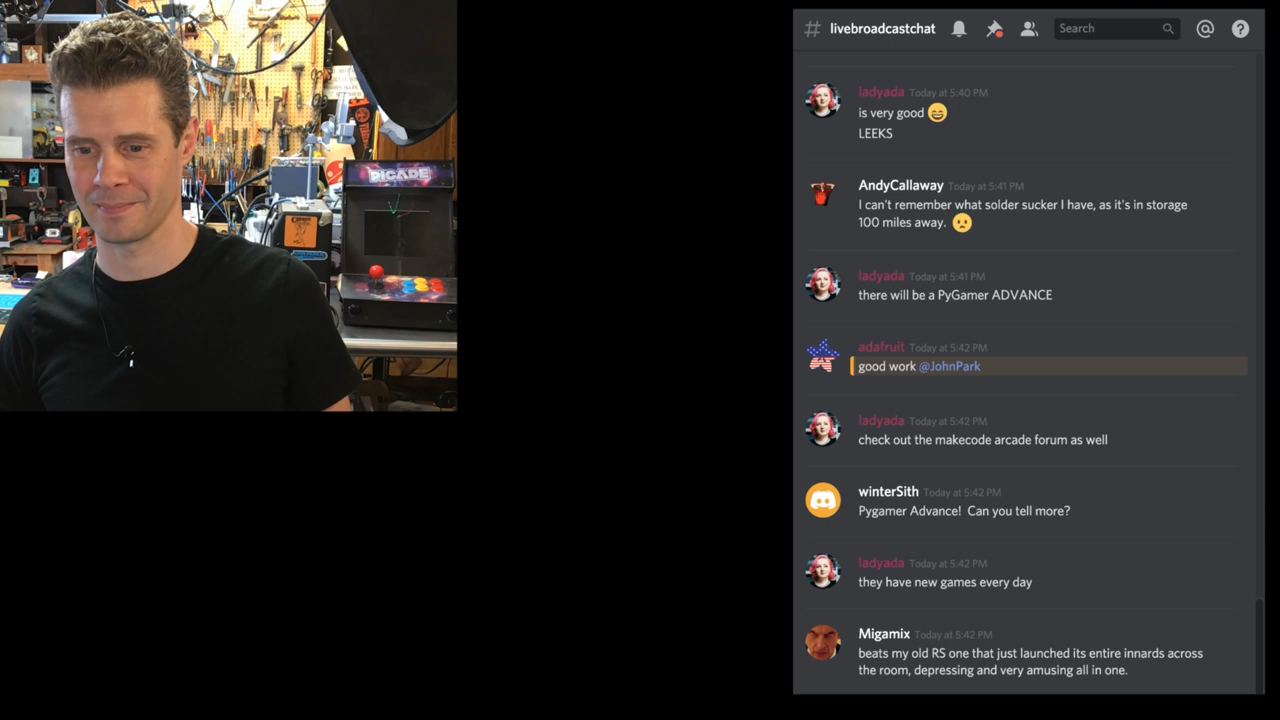 PICADE
# livebroadcastchat
Search
ladyada Today at 5:40 PM
is very good
LEEKS
AndyCallaway Today at 5:41 PM
I can't remember what solder sucker I have, as it's in storage
100 miles away.
ladyada Today at 5:41 PM
there will be a PyGamer ADVANCE
adafruit Today at 5:42 PM
good work @JohnPark
ladyada Today at 5:42 PM
check out the makecode arcade forum as well
winterSith Today at 5:42 PM
Pygamer Advance! Can you tell more?
ladyada Today at 5:42 PM
they have new games every day
Migamix Today at 5:42 PM
beats my old RS one that just launched its entire innards across
the room, depressing and very amusing all in one.